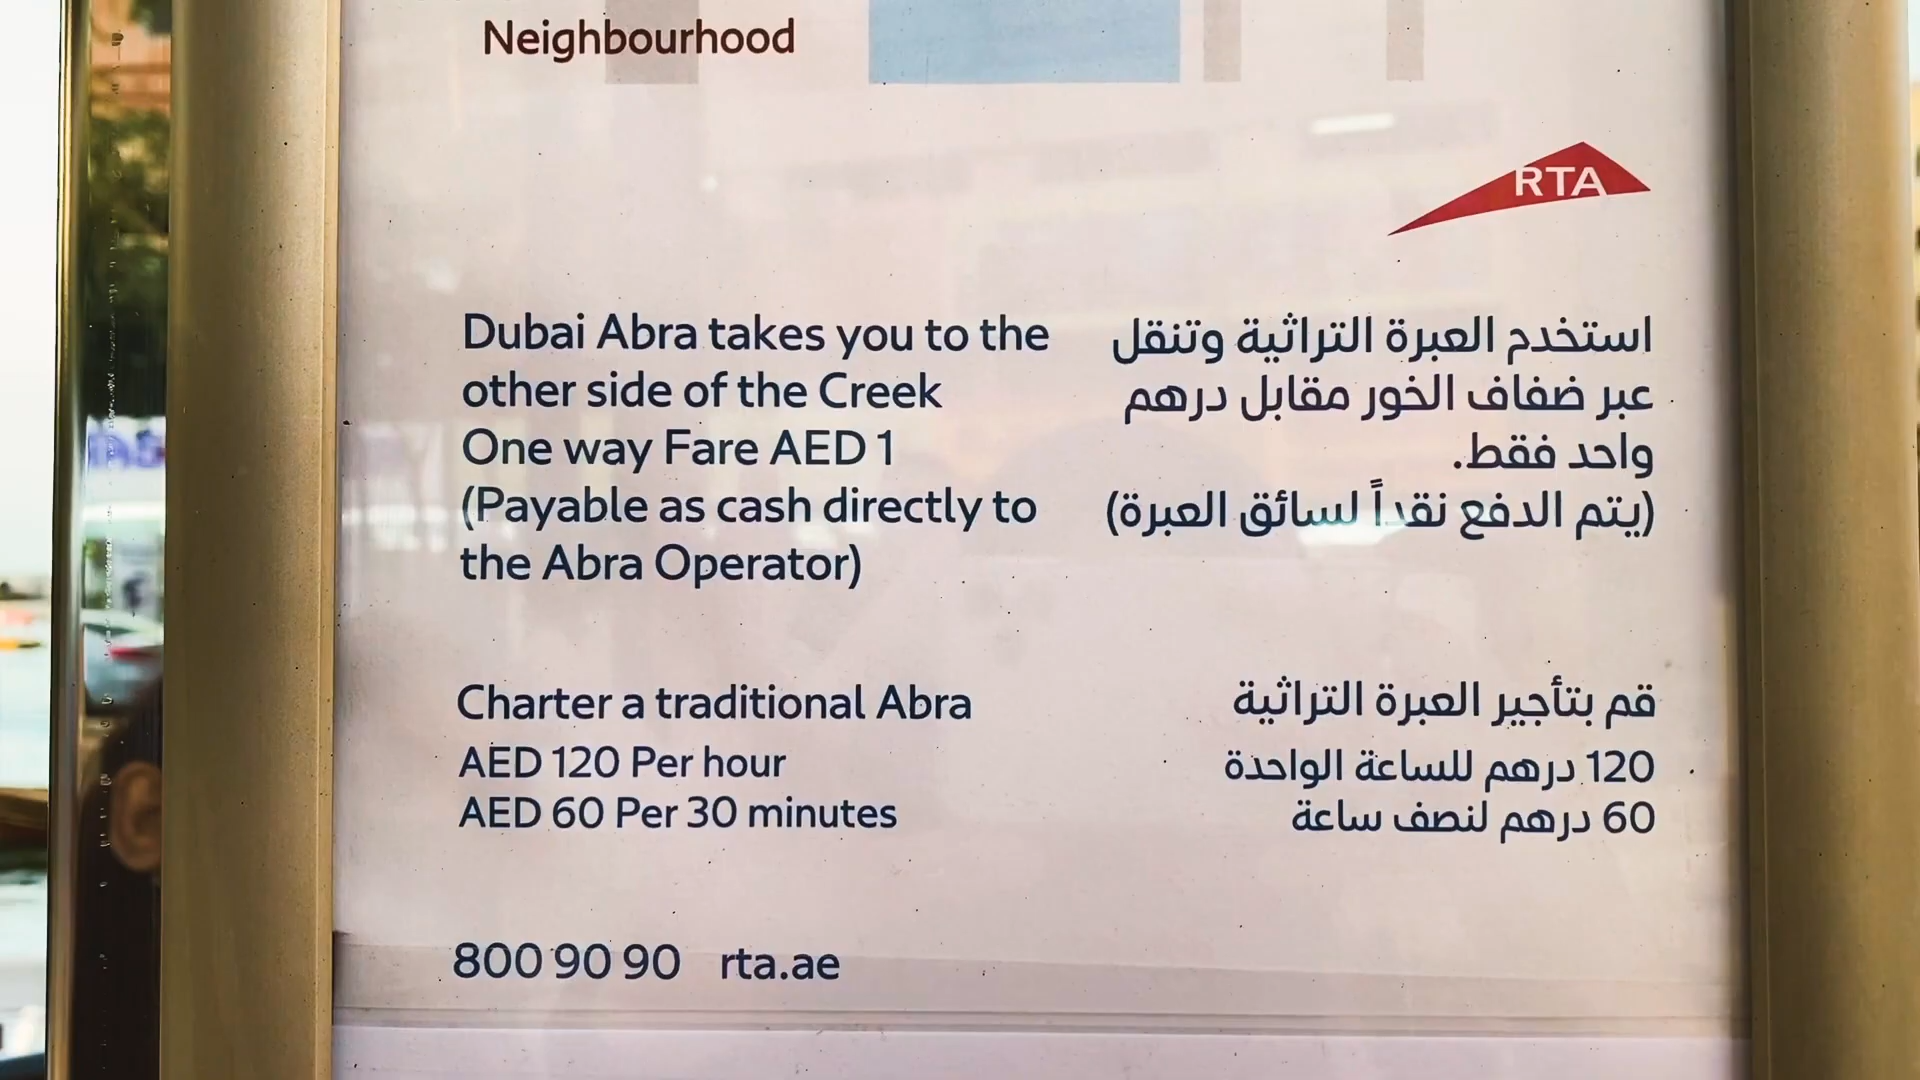 Neighbourhood
RTA
Dubai Abra takes you to the
other side of the Creek
One way Fare AED 1
(Payable as cash directly to
the Abra Operator)
استخدم العبرة التراثية وتنقل
عبر ضفاف الخور مقابل درهم
واحد فقط.
(يتم الدفع نقداً لسائق العبرة)
Charter a traditional Abra
AED 120 Per hour
AED 60 Per 30 minutes
قم بتأجير العبرة التراثية
120 درهم للساعة الواحدة
60 درهم لنصف ساعة
800 90 90 rta.ae